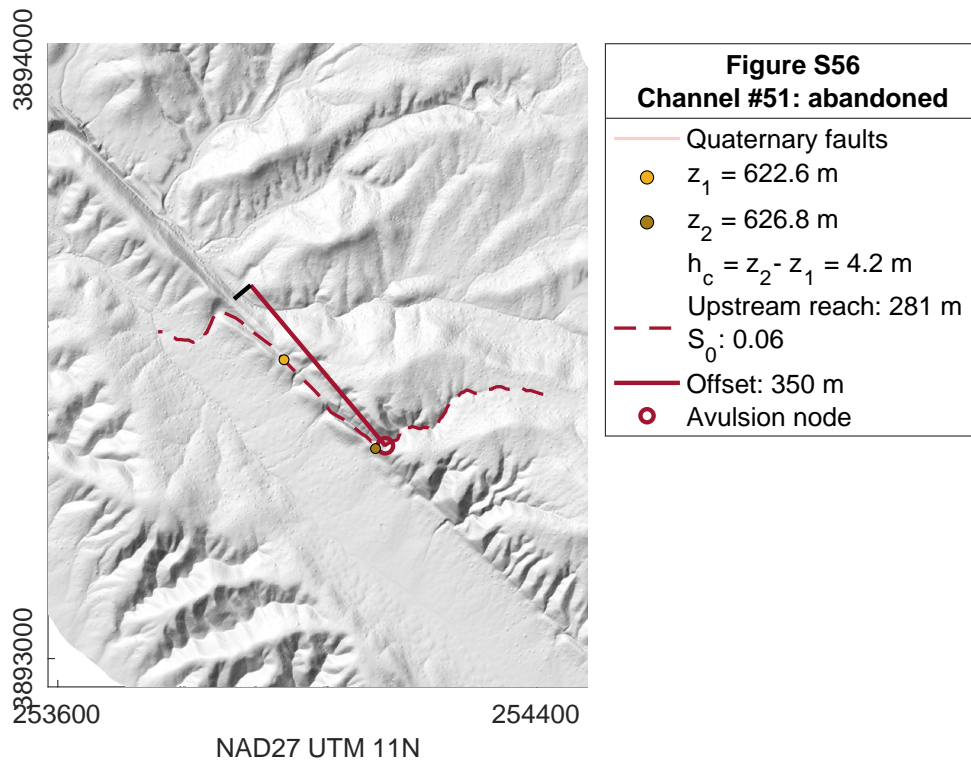 3894000
3893000
253600
254400
NAD27 UTM 11N
Figure S56
Channel #51: abandoned
Quaternary faults
z1 = 622.6 m
z2 = 626.8 m
hc = z2 - z1 = 4.2 m
Upstream reach: 281 m
S0: 0.06
Offset: 350 m
Avulsion node